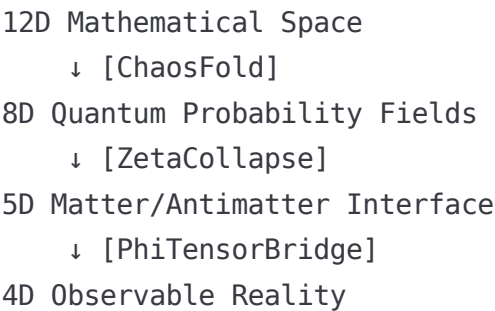 12D Mathematical Space
↓ [ChaosFold]
8D Quantum Probability Fields
↓ [ZetaCollapse]
5D Matter/Antimatter Interface
↓ [PhiTensorBridge]
4D Observable Reality